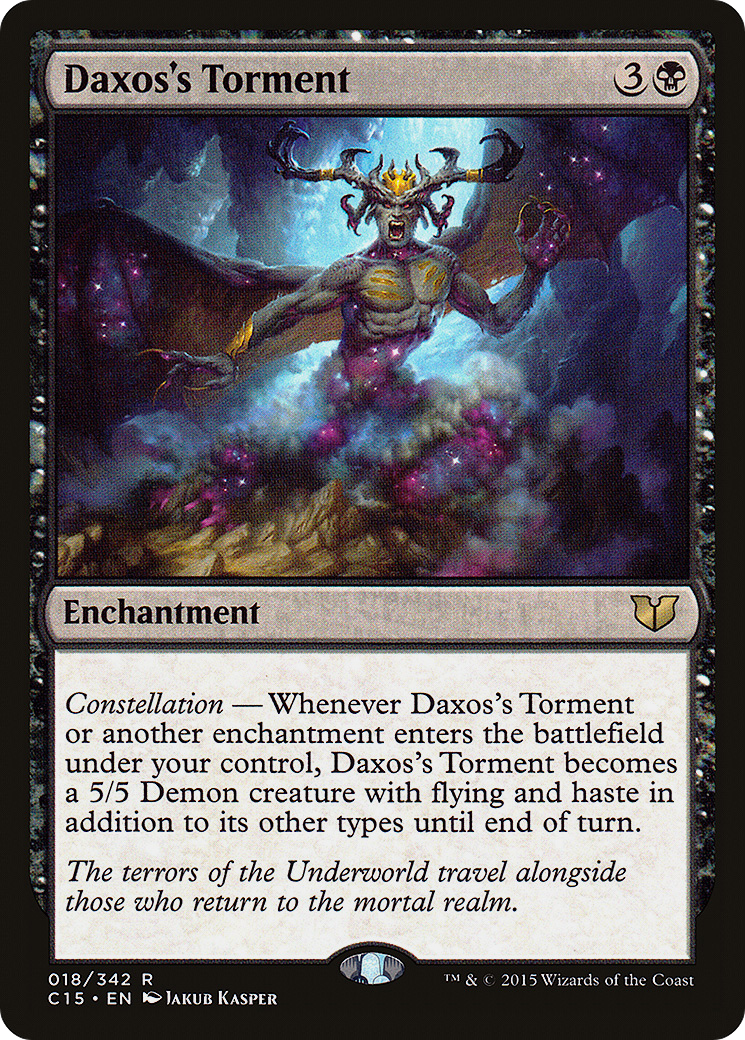 Daxos's Torment 3
Enchantment
Constellation — Whenever Daxos's Torment
or another enchantment enters the battlefield
under your control, Daxos's Torment becomes
a 5/5 Demon creature with flying and haste in
addition to its other types until end of turn.
The terrors of the Underworld travel alongside
those who return to the mortal realm.
018/342 R
™ & © 2015 Wizards of the Coast
C15 • EN Jakub Kasper